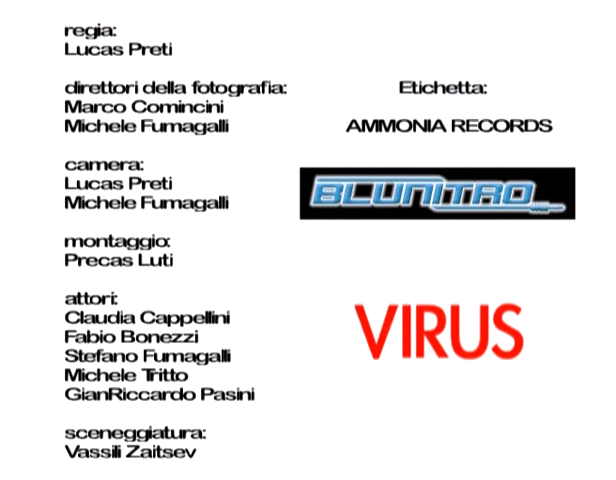 regia:
Lucas Preti
direttori della fotografia:
Marco Comincini
Michele Fumagalli
camera:
Lucas Preti
Michele Fumagalli
montaggio:
Precas Luti
attori:
Claudia Cappellini
Fabio Bonezzi
Stefano Fumagalli
Michele Tritto
GianRiccardo Pasini
sceneggiatura:
Vassili Zaitsev
Etichetta:
AMMONIA RECORDS
BLUNITRO
VIRUS